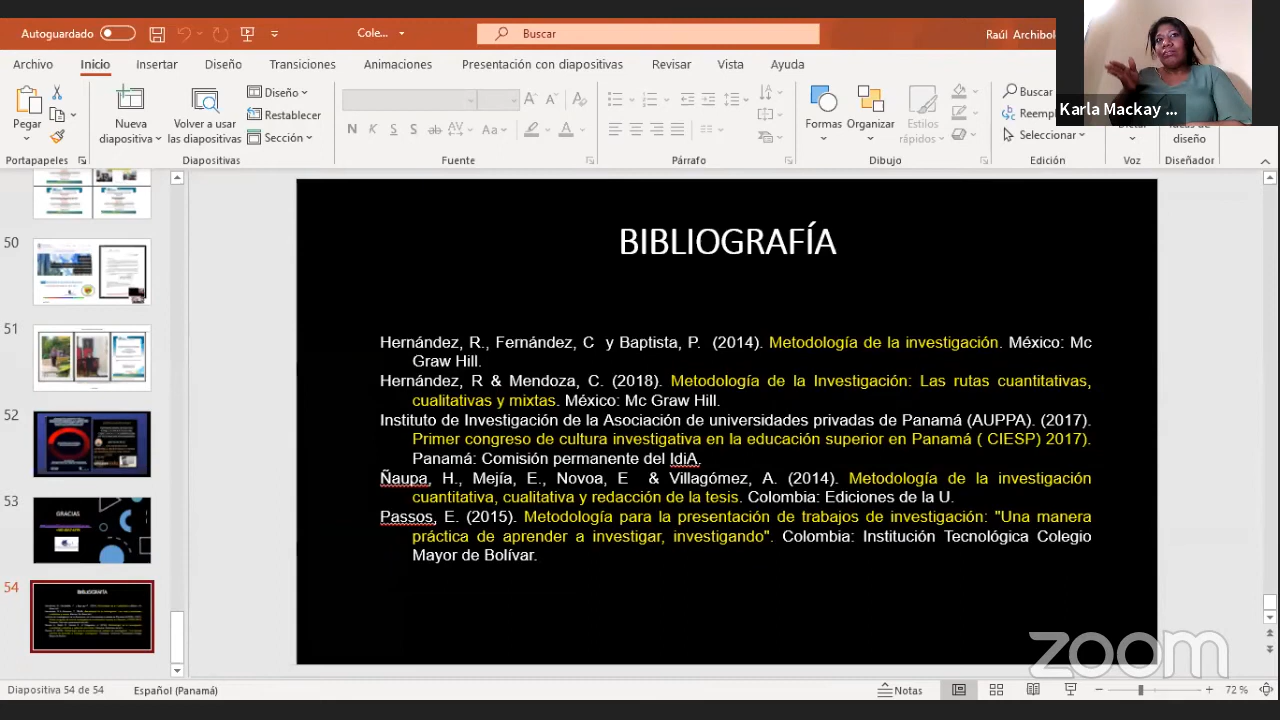 Autoguardado
Cole...
Buscar
Raúl Archibol
Archivo Inicio Insertar Diseño Transiciones Animaciones Presentación con diapositivas Revisar Vista Ayuda
Pegar
Nueva diapositiva
Volver a usar las diapositivas
Diseño
Restablecer
Sección
N K S S ab AV Aa A
Formas
Organizar
Estilos rápidos
Buscar
Reemp
Seleccionar
diseño
Portapapeles
Diapositivas
Fuente
Párrafo
Dibujo
Edición
Voz
Diseñador
Karla Mackay ...
50
51
52
53
GRACIAS
54
BIBLIOGRAFÍA
BIBLIOGRAFÍA
Hernández, R., Fernández, C y Baptista, P. (2014). Metodología de la investigación. México: Mc
Graw Hill.
Hernández, R & Mendoza, C. (2018). Metodología de la Investigación: Las rutas cuantitativas,
cualitativas y mixtas. México: Mc Graw Hill.
Instituto de Investigación de la Asociación de universidades privadas de Panamá (AUPPA). (2017).
Primer congreso de cultura investigativa en la educación superior en Panamá ( CIESP) 2017).
Panamá: Comisión permanente del IdiA.
Ñaupa, H., Mejía, E., Novoa, E & Villagómez, A. (2014). Metodología de la investigación
cuantitativa, cualitativa y redacción de la tesis. Colombia: Ediciones de la U.
Passos, E. (2015). Metodología para la presentación de trabajos de investigación: "Una manera
práctica de aprender a investigar, investigando". Colombia: Institución Tecnológica Colegio
Mayor de Bolívar.
zoom
Diapositiva 54 de 54
Español (Panamá)
Notas
72 %